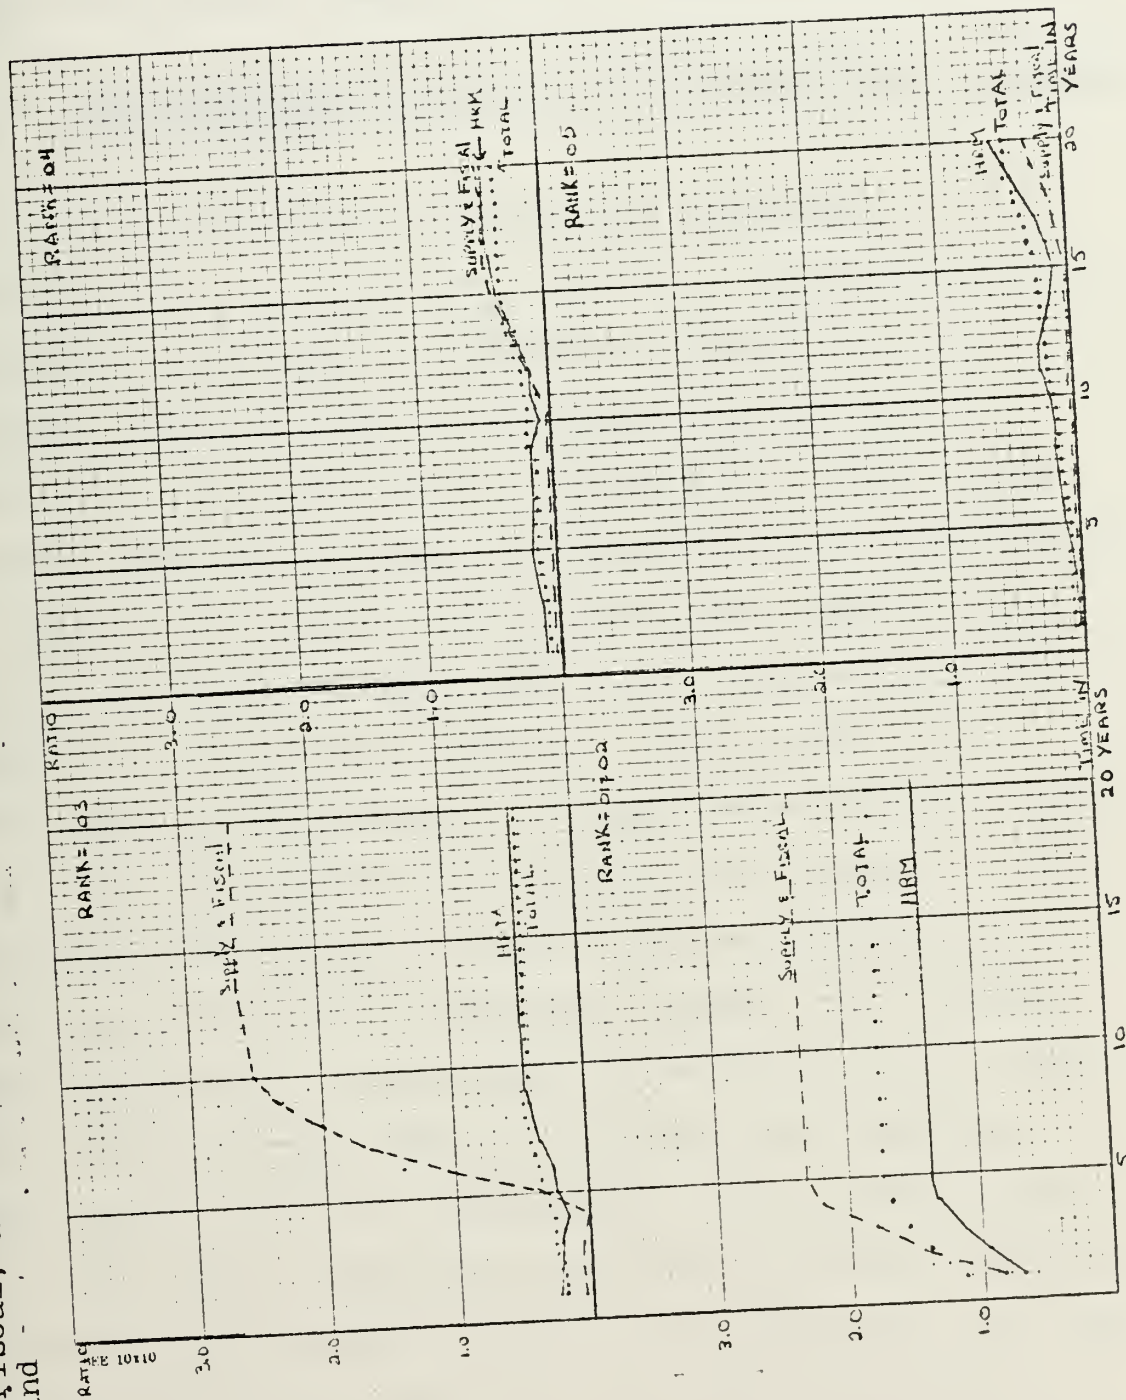 and
RATIO
SEE 10110
3.0
2.0
1.0
RANK= 03
SUPPLY & FISCAL
HRM
TOTAL
RATIO
3.0
2.0
1.0
RANK= 04
SUPPLY & FISCAL
HRM
TOTAL
3.0
2.0
1.0
RANK= 01&02
SUPPLY & FISCAL
TOTAL
HRM
5
10
15
20
TIME IN
YEARS
3.0
2.0
1.0
RANK= 05
HRM
TOTAL
SUPPLY & FISCAL
5
10
15
20
TIME IN
YEARS